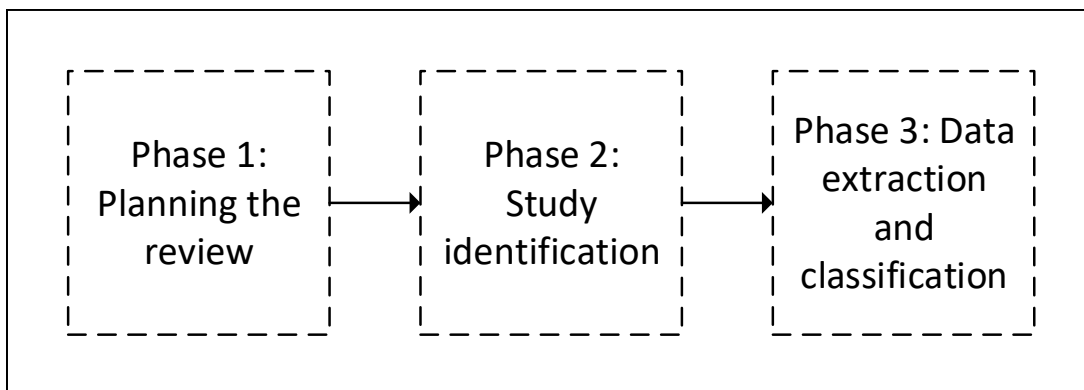 Phase 1:
Planning the
review
Phase 2:
Study
identification
Phase 3: Data
extraction
and
classification